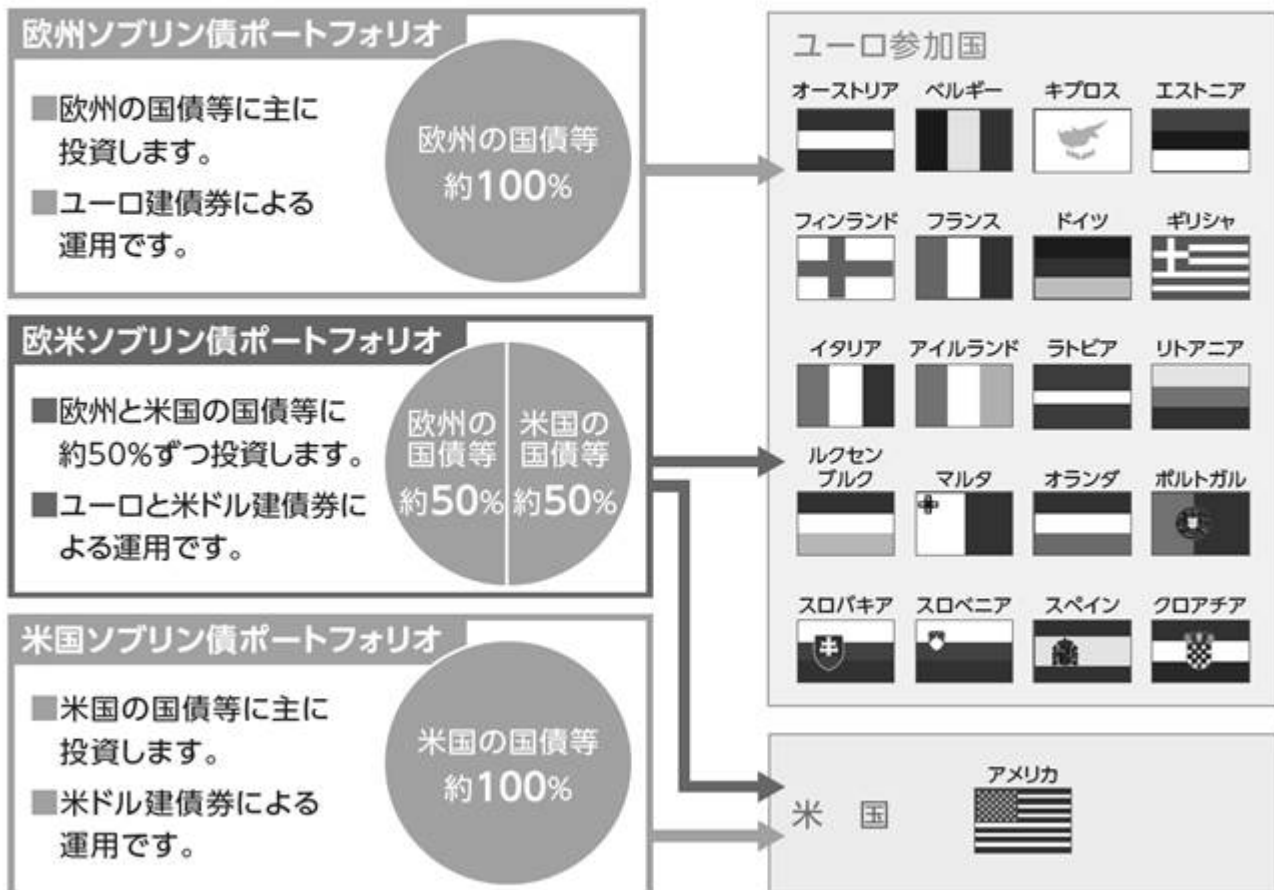 欧州ソブリン債ポートフォリオ
■欧州の国債等に主に
投資します。
■ユーロ建債券による
運用です。
欧州の国債等
約100%
欧米ソブリン債ポートフォリオ
■欧州と米国の国債等に
約50%ずつ投資します。
■ユーロと米ドル建債券に
よる運用です。
欧州の
国債等
約50%
米国の
国債等
約50%
米国ソブリン債ポートフォリオ
■米国の国債等に主に
投資します。
■米ドル建債券による
運用です。
米国の国債等
約100%
ユーロ参加国
オーストリア ベルギー キプロス エストニア
フィンランド フランス ドイツ ギリシャ
イタリア アイルランド ラトビア リトアニア
ルクセン
ブルク マルタ オランダ ポルトガル
スロバキア スロベニア スペイン クロアチア
米 国
アメリカ